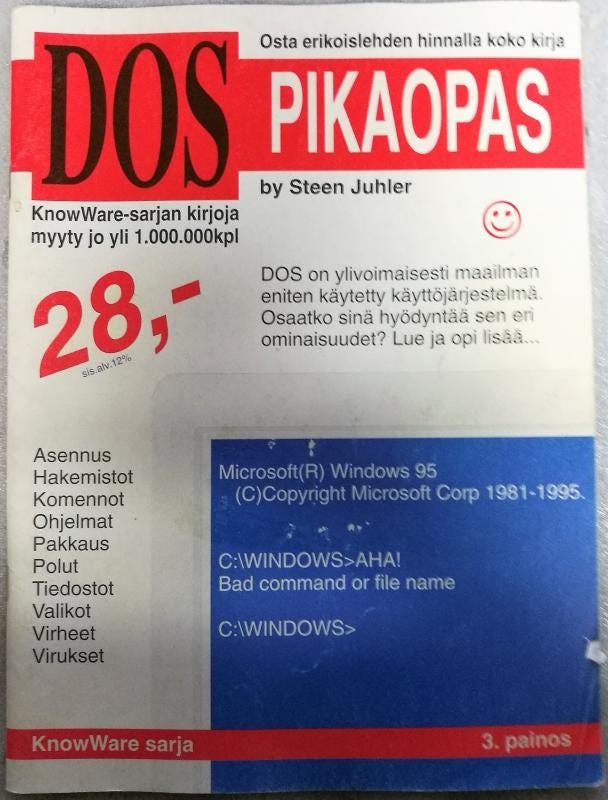 DOS
Osta erikoislehden hinnalla koko kirja
PIKAOPAS
by Steen Juhler
KnowWare-sarjan kirjoja
myyty jo yli 1.000.000kpl
28,-
sis.alv.12%
DOS on ylivoimaisesti maailman
eniten käytetty käyttöjärjestelmä.
Osaatko sinä hyödyntää sen eri
ominaisuudet? Lue ja opi lisää...
Asennus
Hakemistot
Komennot
Ohjelmat
Pakkaus
Polut
Tiedostot
Valikot
Virheet
Virukset
Microsoft(R) Windows 95
(C)Copyright Microsoft Corp 1981-1995.
C:\WINDOWS>AHA!
Bad command or file name
C:\WINDOWS>
KnowWare sarja
3. painos